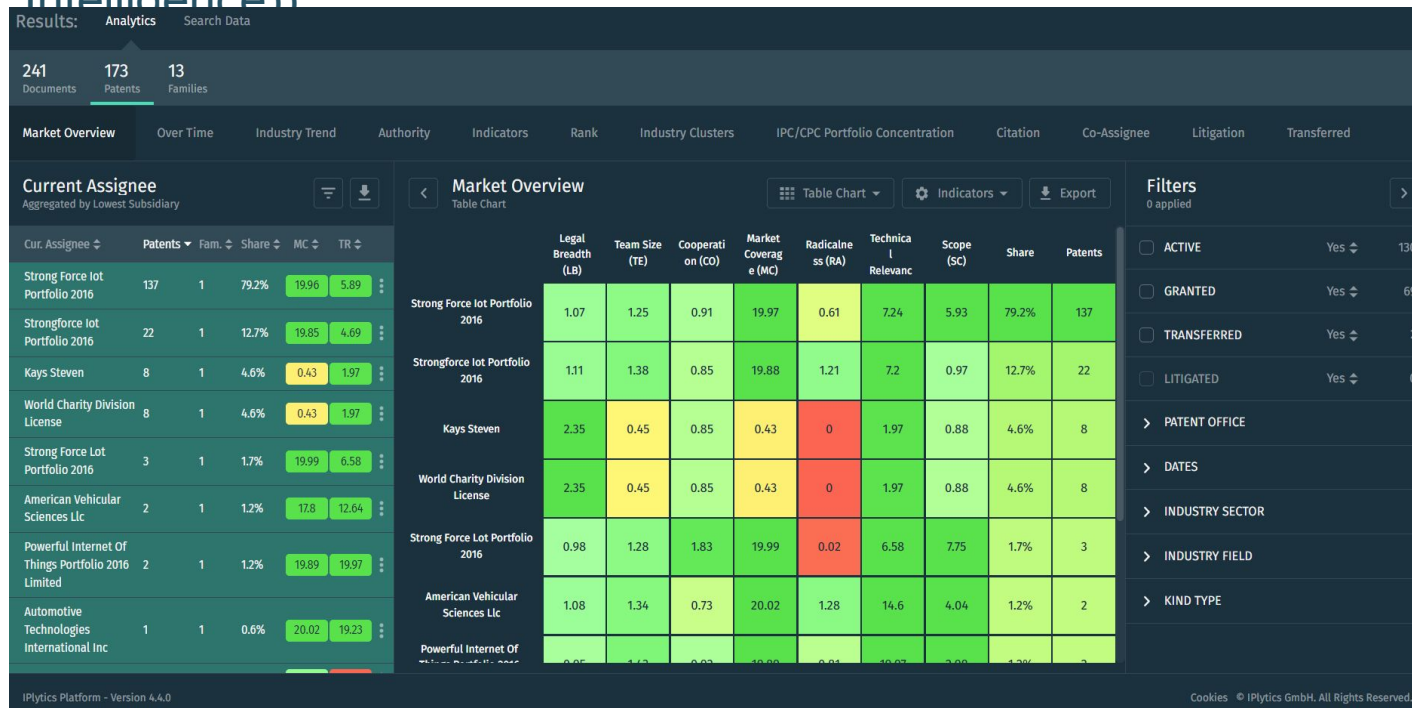 Results: Analytics Search Data
241 173 13
Documents Patents Families
Market Overview Over Time Industry Trend Authority Indicators Rank Industry Clusters IPC/CPC Portfolio Concentration Citation Co-Assignee Litigation Transferred
Current Assignee
Aggregated by Lowest Subsidiary
Cur. Assignee Patents Fam. Share MC TR
Strong Force Iot
Portfolio 2016
137 1 79.2% 19.96 5.89
Strongforce Iot
Portfolio 2016
22 1 12.7% 19.85 4.69
Kays Steven 8 1 4.6% 0.43 1.97
World Charity Division
License
8 1 4.6% 0.43 1.97
Strong Force Lot
Portfolio 2016
3 1 1.7% 19.99 6.58
American Vehicular
Sciences Llc
2 1 1.2% 17.8 12.64
Powerful Internet Of
Things Portfolio 2016
Limited
2 1 1.2% 19.89 19.97
Automotive
Technologies
International Inc
1 1 0.6% 20.02 19.23
Market Overview
Table Chart
Table Chart Indicators Export
Legal
Breadth
(LB)
Team Size
(TE)
Cooperati
on (CO)
Market
Coverag
e (MC)
Radicalne
ss (RA)
Technica
l
Relevanc
Scope
(SC)
Share
Patents
Strong Force Iot Portfolio
2016
1.07 1.25 0.91 19.97 0.61 7.24 5.93 79.2% 137
Strongforce Iot Portfolio
2016
1.11 1.38 0.85 19.88 1.21 7.2 0.97 12.7% 22
Kays Steven 2.35 0.45 0.85 0.43 0 1.97 0.88 4.6% 8
World Charity Division
License
2.35 0.45 0.85 0.43 0 1.97 0.88 4.6% 8
Strong Force Lot Portfolio
2016
0.98 1.28 1.83 19.99 0.02 6.58 7.75 1.7% 3
American Vehicular
Sciences Llc
1.08 1.34 0.73 20.02 1.28 14.6 4.04 1.2% 2
Powerful Internet Of
Filters
0 applied
ACTIVE Yes
GRANTED Yes
TRANSFERRED Yes
LITIGATED Yes
PATENT OFFICE
DATES
INDUSTRY SECTOR
INDUSTRY FIELD
KIND TYPE
IPlytics Platform - Version 4.4.0
Cookies © IPlytics GmbH. All Rights Reserved.